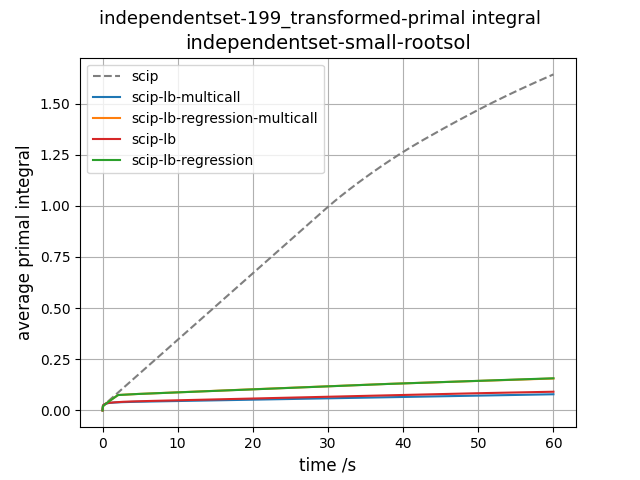 independentset-199_transformed-primal integral
independentset-small-rootsol
scip
scip-lb-multicall
scip-lb-regression-multicall
scip-lb
scip-lb-regression
average primal integral
1.50
1.25
1.00
0.75
0.50
0.25
0.00
0 10 20 30 40 50 60
time /s